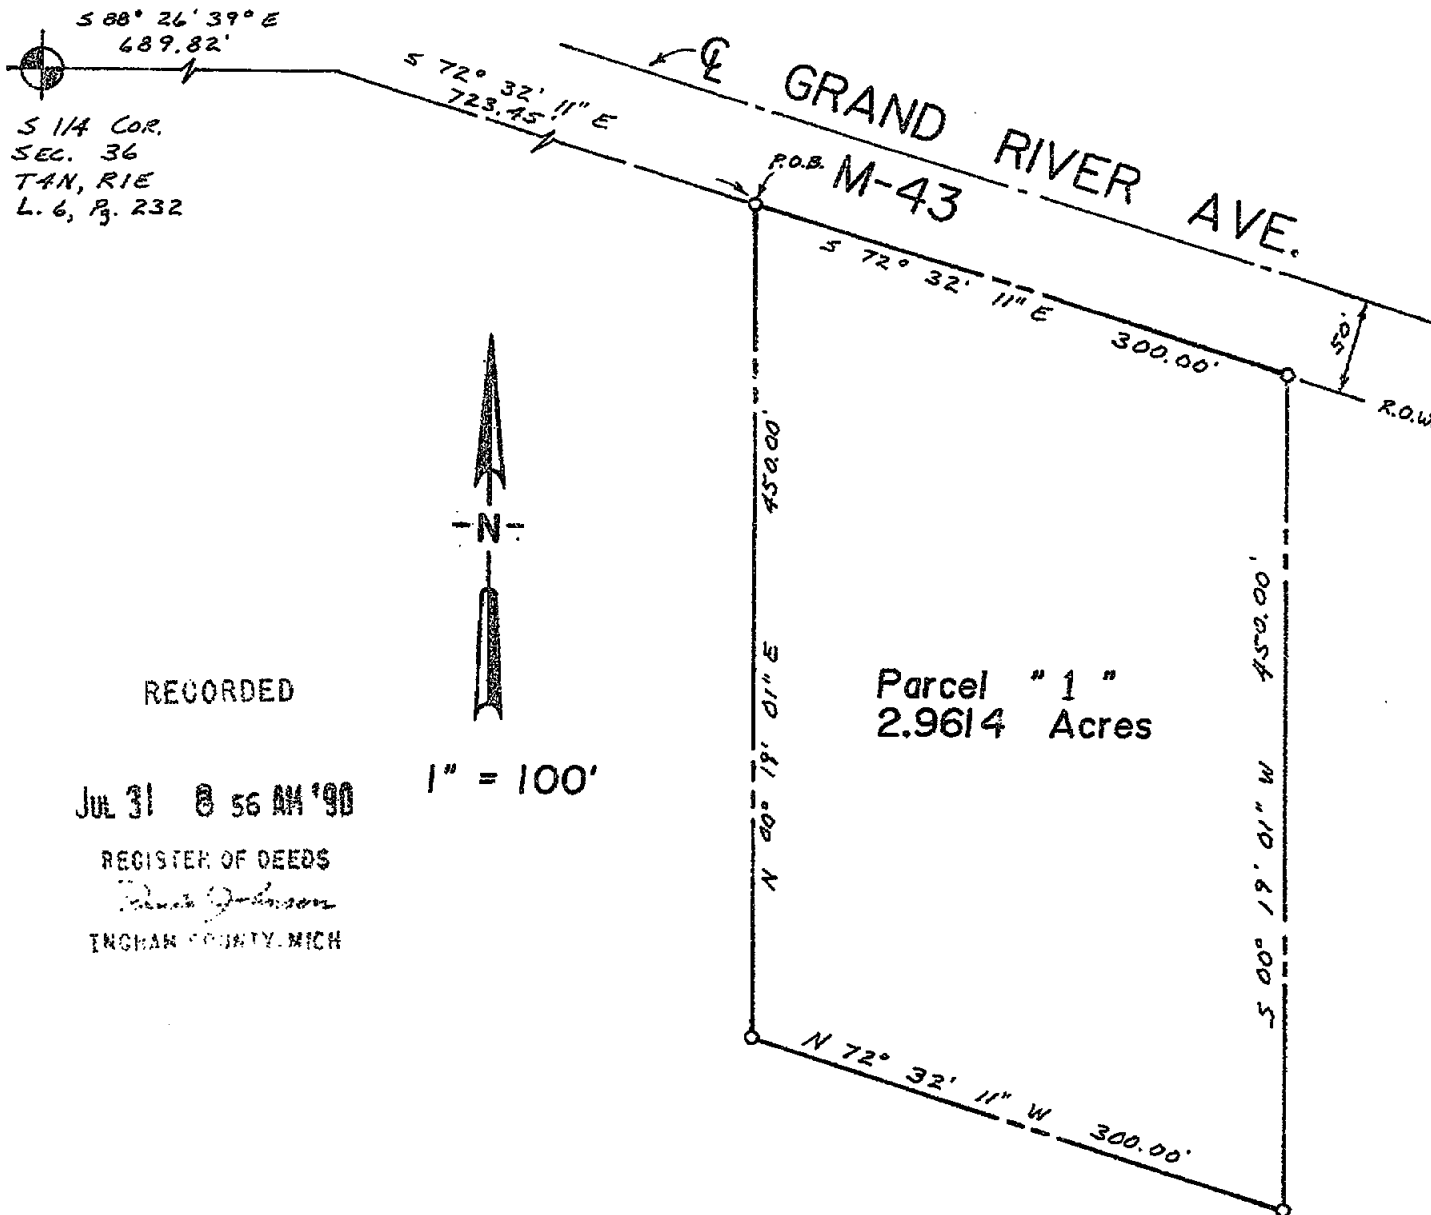 S 88° 26' 39" E
689.82'
S 1/4 COR.
SEC. 36
T4N, R1E
L. 6, Pg. 232
S 72° 32' 11" E
723.45'
℄ GRAND RIVER AVE.
P.O.B. M-43
S 72° 32' 11" E 300.00'
50'
R.O.W.
450.00'
N 00° 19' 01" E
450.00'
S 00° 19' 01" W
Parcel "1"
2.9614 Acres
-N-
1" = 100'
RECORDED
JUL 31 8 56 AM '90
REGISTER OF DEEDS
Johnson
INGHAM COUNTY, MICH
N 72° 32' 11" W 300.00'